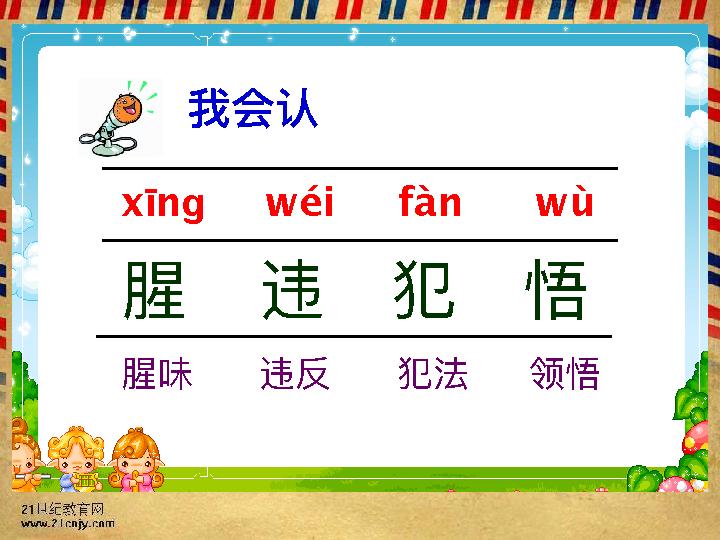 我会认
xīng wéi fàn wù
腥 违 犯 悟
腥味 违反 犯法 领悟
21世纪教育网
www.21cnjy.com